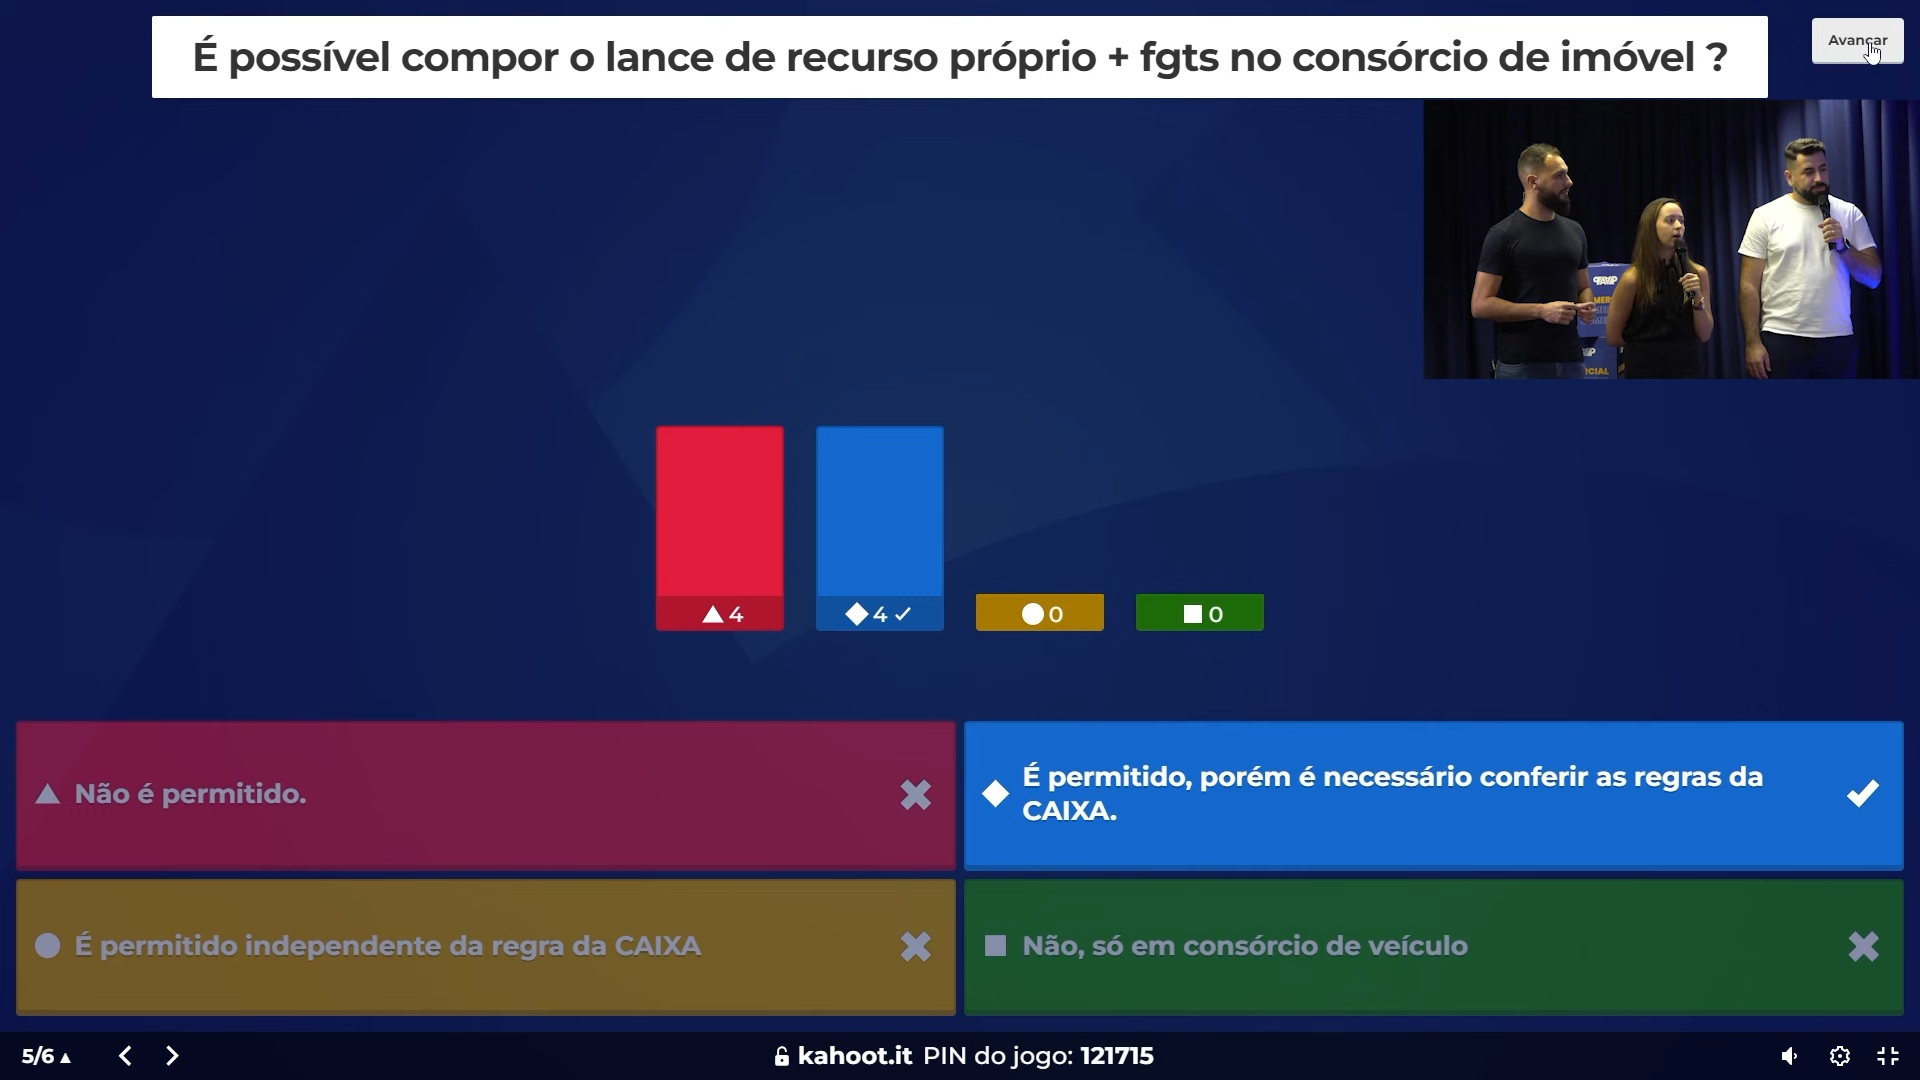 É possível compor o lance de recurso próprio + fgts no consórcio de imóvel ?
Avançar
4
4
0
0
Não é permitido.
É permitido, porém é necessário conferir as regras da
CAIXA.
É permitido independente da regra da CAIXA
Não, só em consórcio de veículo
5/6
kahoot.it PIN do jogo: 121715